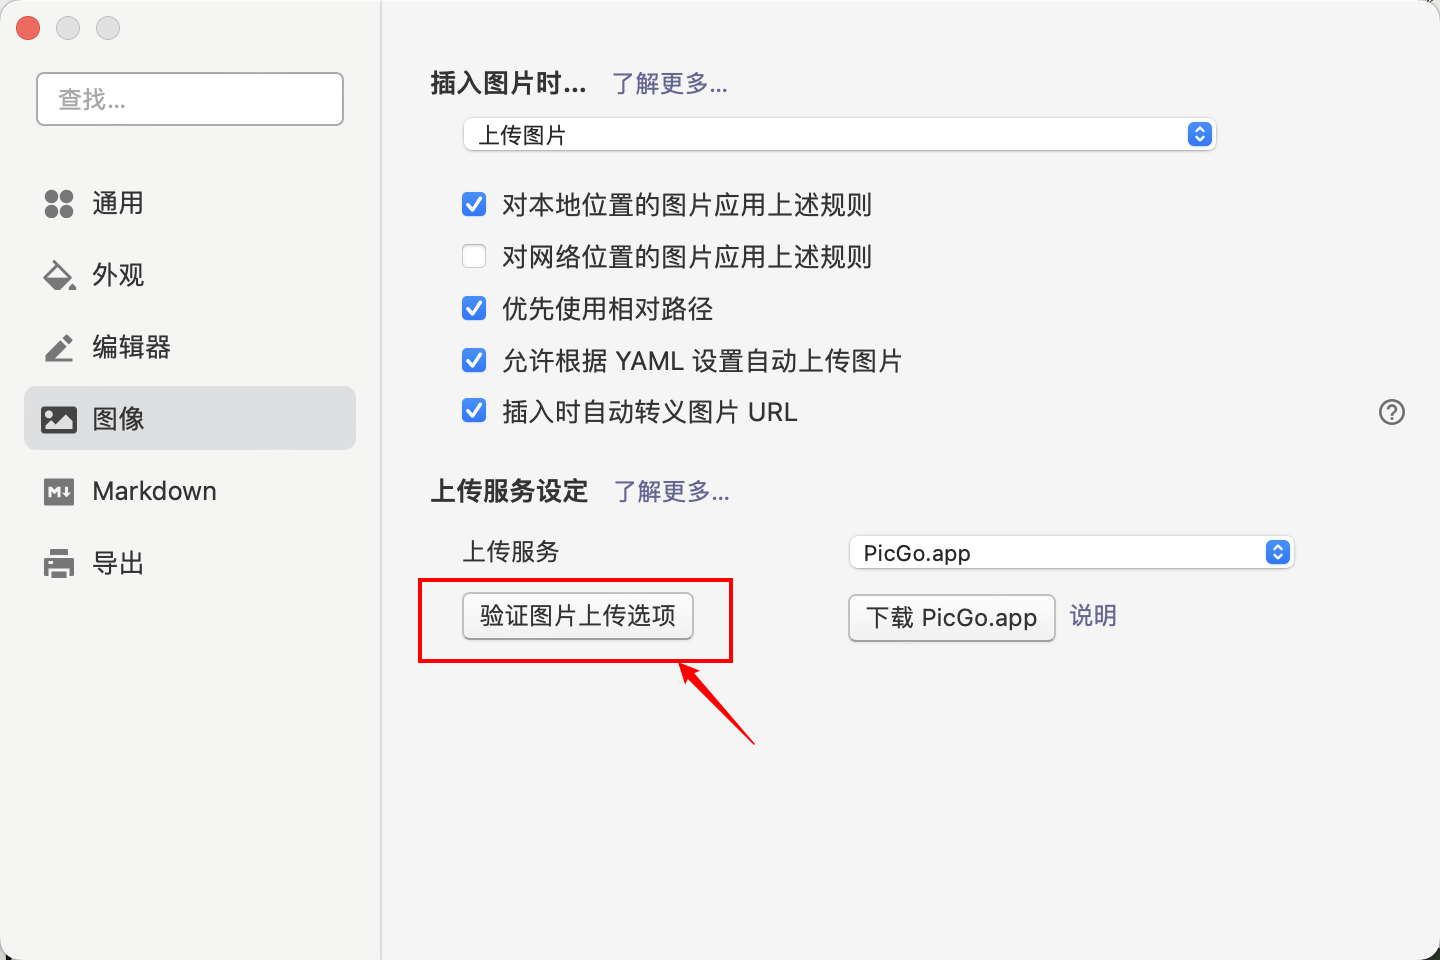 查找...
通用
外观
编辑器
图像
Markdown
导出
插入图片时... 了解更多...
上传图片
对本地位置的图片应用上述规则
对网络位置的图片应用上述规则
优先使用相对路径
允许根据 YAML 设置自动上传图片
插入时自动转义图片 URL
上传服务设定 了解更多...
上传服务 PicGo.app
验证图片上传选项 下载 PicGo.app 说明